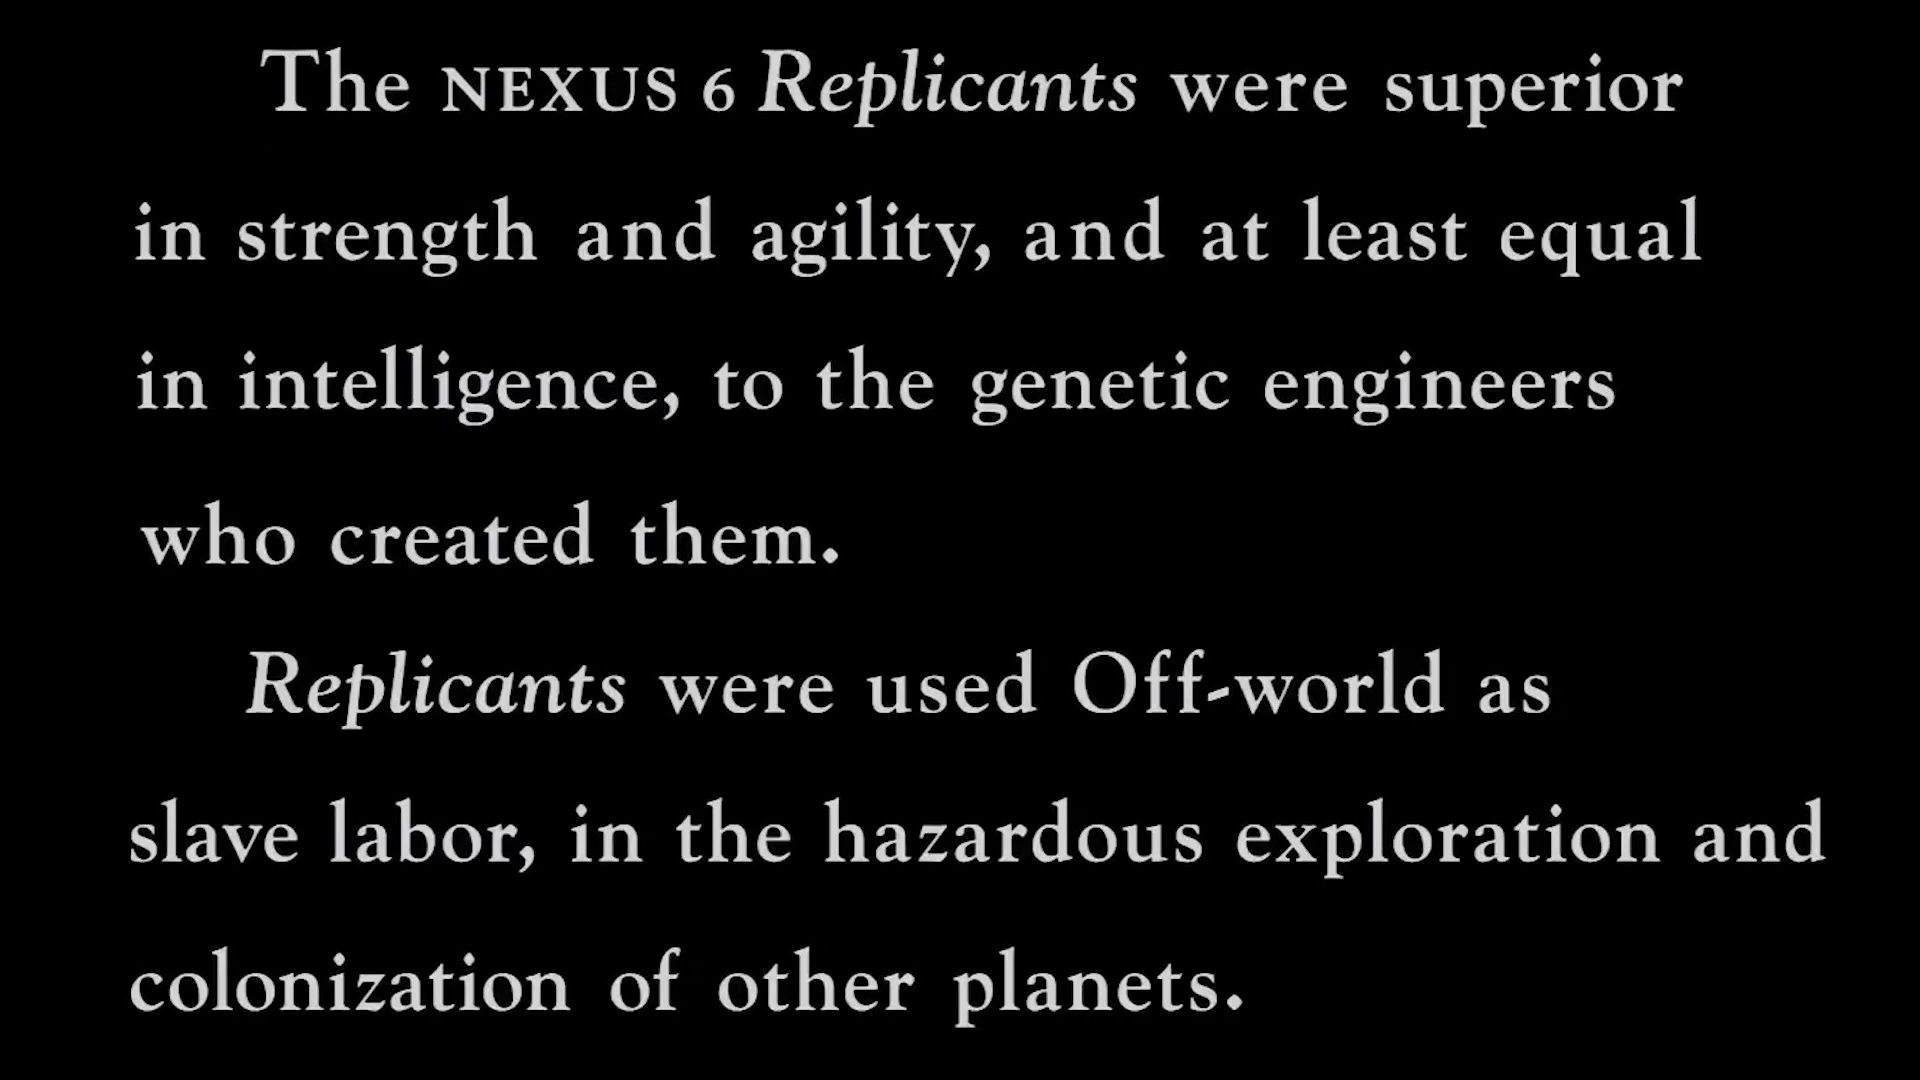 The NEXUS 6 Replicants were superior
in strength and agility, and at least equal
in intelligence, to the genetic engineers
who created them.
Replicants were used Off-world as
slave labor, in the hazardous exploration and
colonization of other planets.